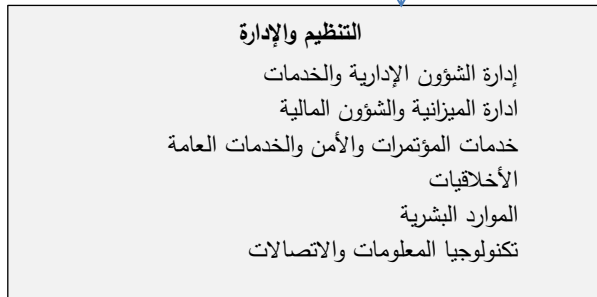 التنظيم والإدارة
إدارة الشؤون الإدارية والخدمات
ادارة الميزانية والشؤون المالية
خدمات المؤتمرات والأمن والخدمات العامة
الأخلاقيات
الموارد البشرية
تكنولوجيا المعلومات والاتصالات